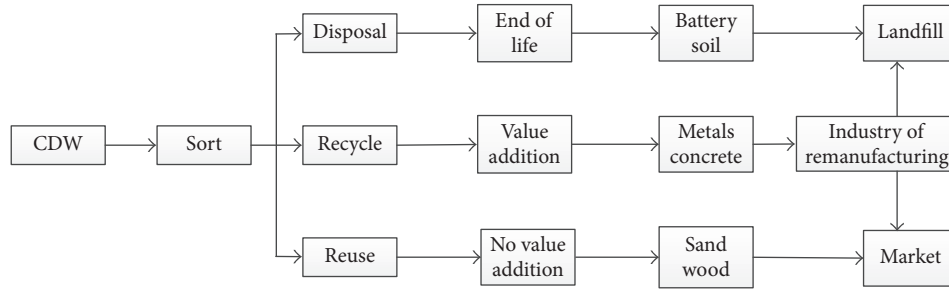 Disposal
End of
life
Battery
soil
Landfill
CDW
Sort
Recycle
Value
addition
Metals
concrete
Industry of
remanufacturing
Reuse
No value
addition
Sand
wood
Market